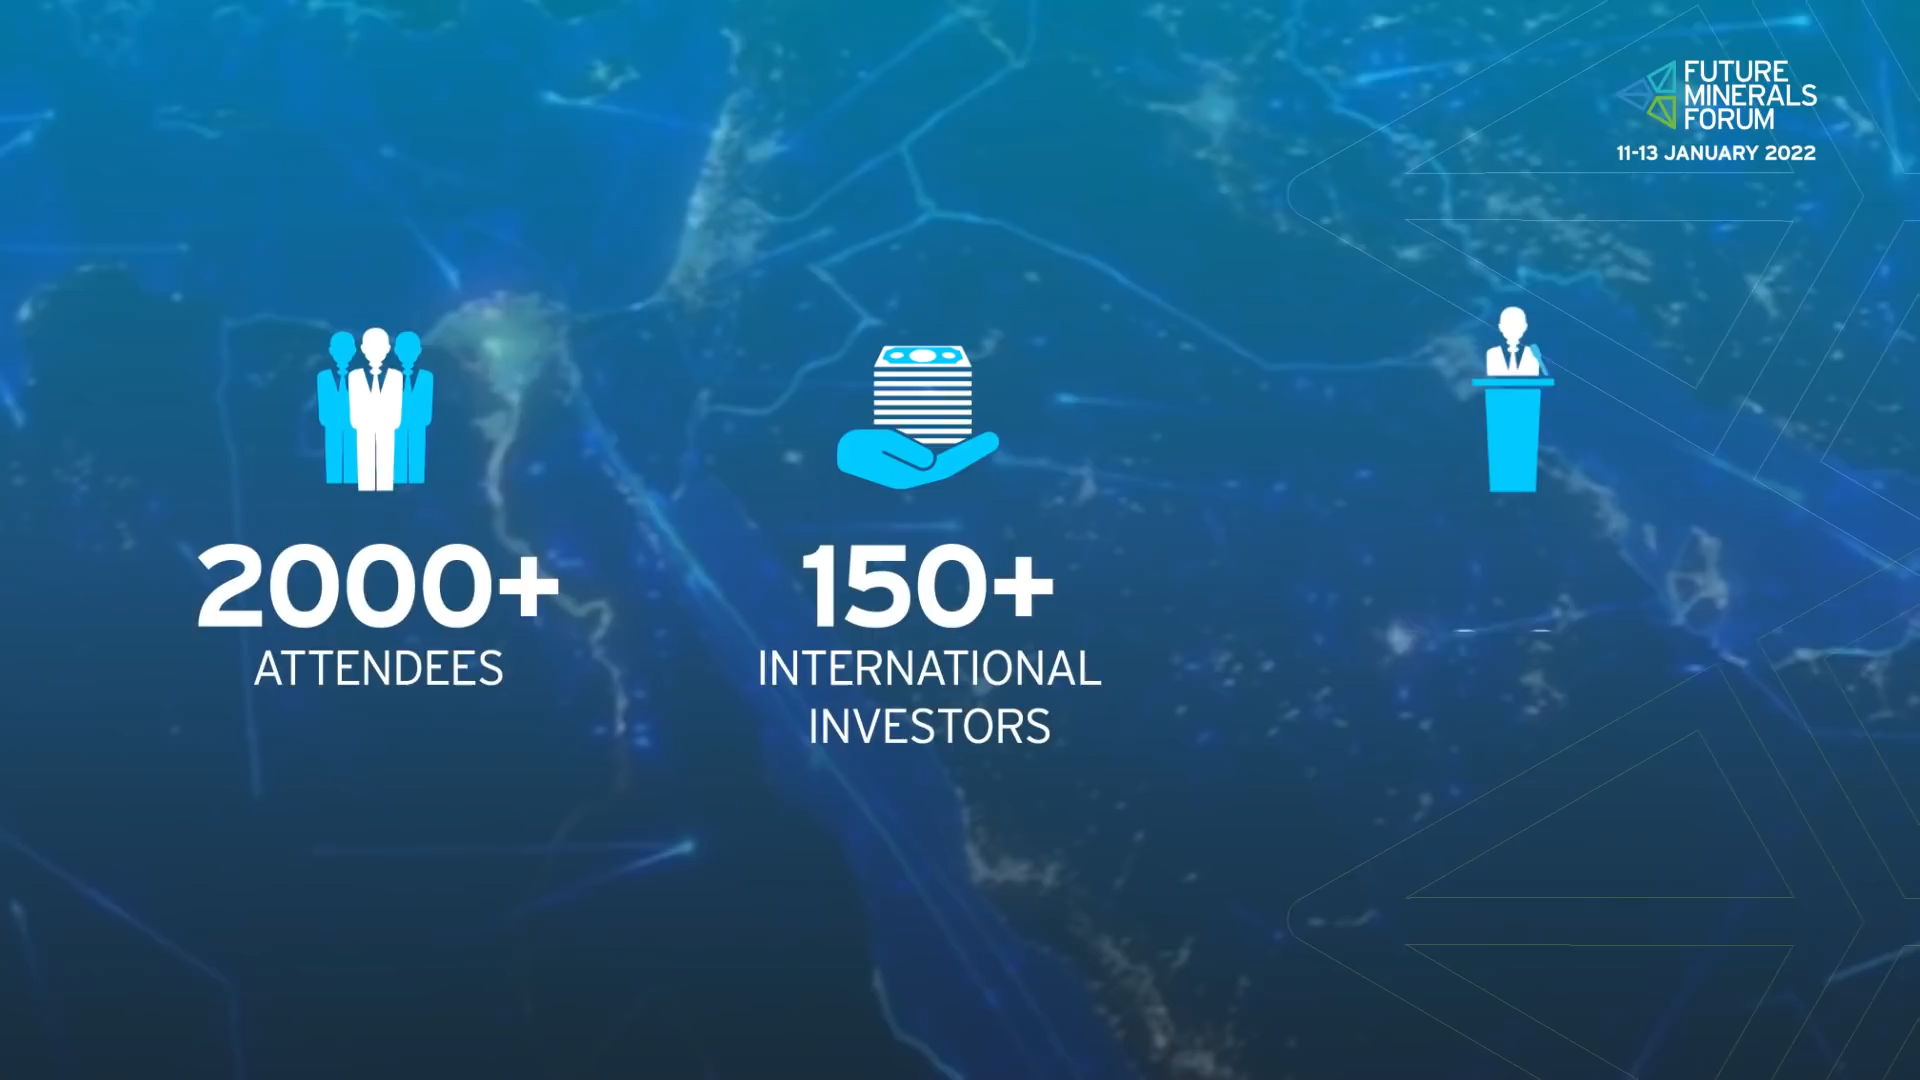 FUTURE
MINERALS
FORUM
11-13 JANUARY 2022
2000+
ATTENDEES
150+
INTERNATIONAL
INVESTORS